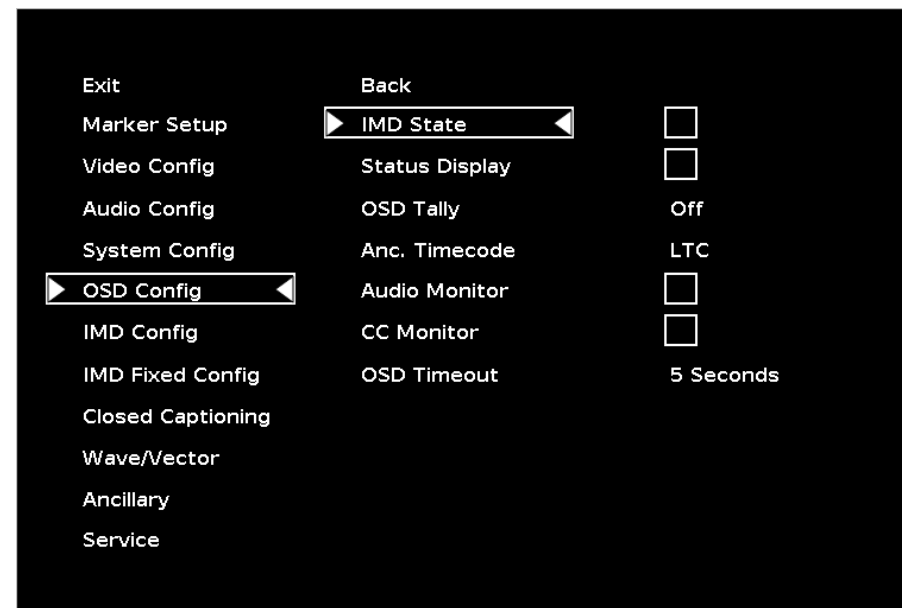 Exit Back
Marker Setup IMD State
Video Config Status Display
Audio Config OSD Tally Off
System Config Anc. Timecode LTC
OSD Config Audio Monitor
IMD Config CC Monitor
IMD Fixed Config OSD Timeout 5 Seconds
Closed Captioning
Wave/Vector
Ancillary
Service